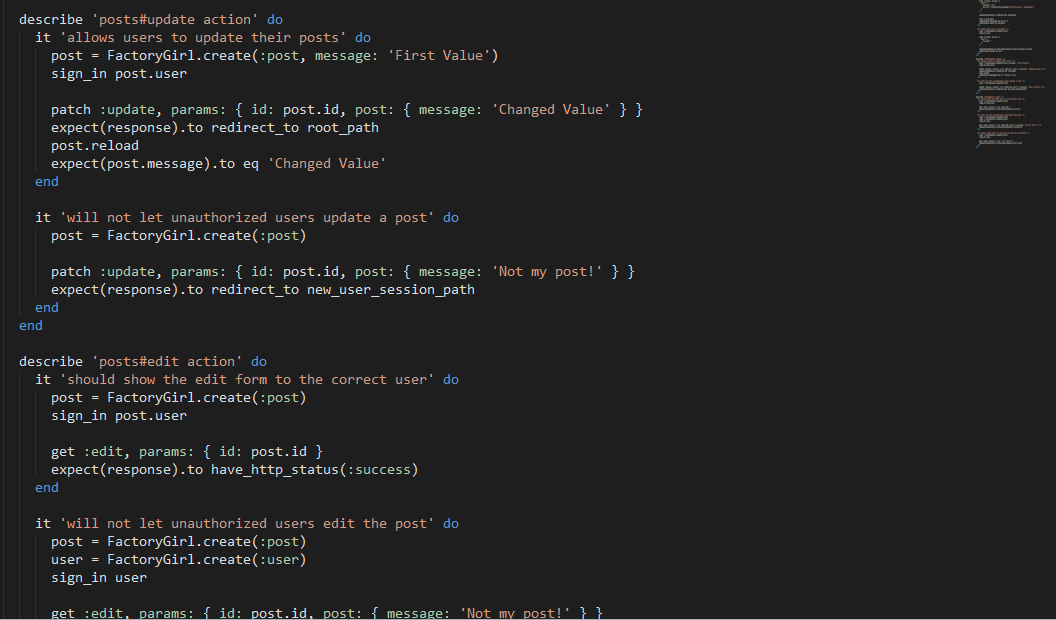 describe 'posts#update action' do
it 'allows users to update their posts' do
post = FactoryGirl.create(:post, message: 'First Value')
sign_in post.user
patch :update, params: { id: post.id, post: { message: 'Changed Value' } }
expect(response).to redirect_to root_path
post.reload
expect(post.message).to eq 'Changed Value'
end
it 'will not let unauthorized users update a post' do
post = FactoryGirl.create(:post)
patch :update, params: { id: post.id, post: { message: 'Not my post!' } }
expect(response).to redirect_to new_user_session_path
end
end
describe 'posts#edit action' do
it 'should show the edit form to the correct user' do
post = FactoryGirl.create(:post)
sign_in post.user
get :edit, params: { id: post.id }
expect(response).to have_http_status(:success)
end
it 'will not let unauthorized users edit the post' do
post = FactoryGirl.create(:post)
user = FactoryGirl.create(:user)
sign_in user
get :edit, params: { id: post.id, post: { message: 'Not my post!' } }